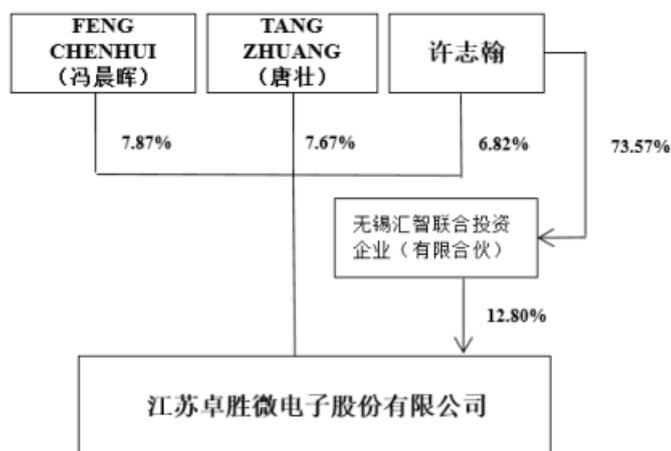 FENG
CHENHUI
（冯晨晖）
TANG
ZHUANG
（唐壮）
许志翰
7.87%
7.67%
6.82%
73.57%
无锡汇智联合投资
企业（有限合伙）
12.80%
江苏卓胜微电子股份有限公司